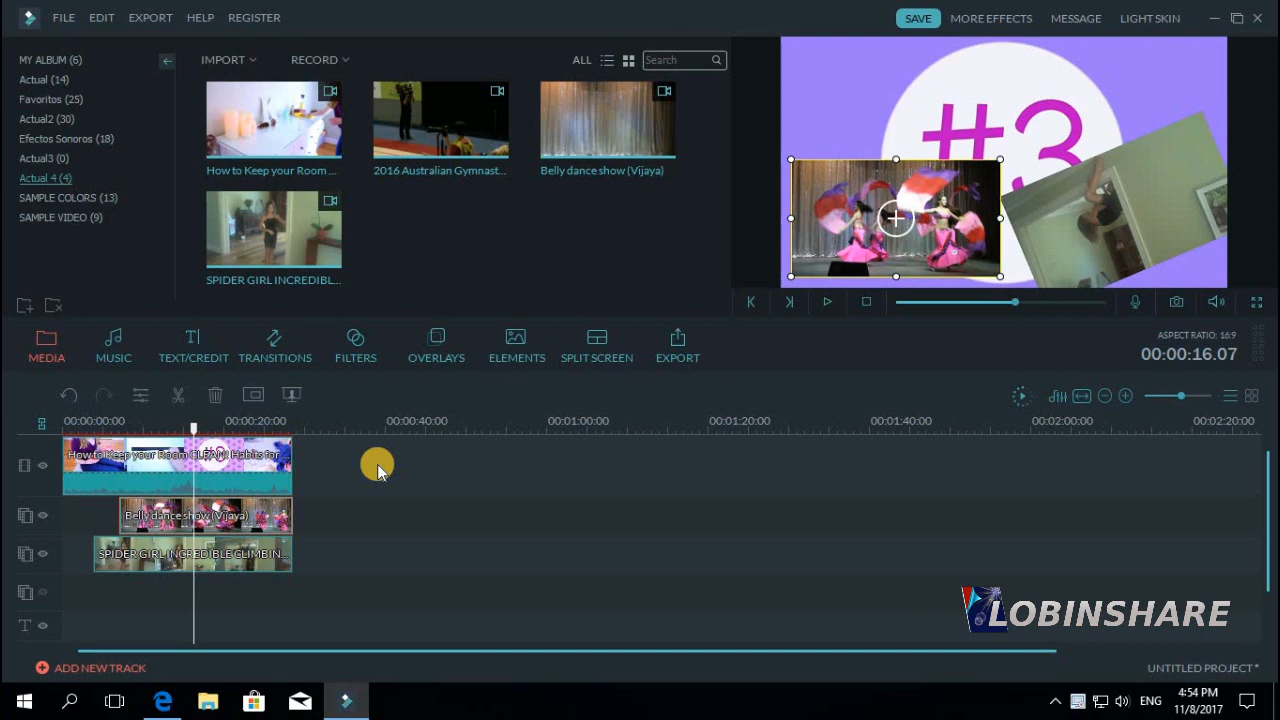 FILE EDIT EXPORT HELP REGISTER SAVE MORE EFFECTS MESSAGE LIGHT SKIN
MY ALBUM (6)
Actual (14)
Favoritos (25)
Actual2 (30)
Efectos Sonoros (18)
Actual3 (0)
Actual 4 (4)
SAMPLE COLORS (13)
SAMPLE VIDEO (9)
IMPORT RECORD ALL Search
How to Keep your Room ... 2016 Australian Gymnast... Belly dance show (Vijaya)
SPIDER GIRL INCREDIBL...
#3
MEDIA MUSIC TEXT/CREDIT TRANSITIONS FILTERS OVERLAYS ELEMENTS SPLIT SCREEN EXPORT
ASPECT RATIO: 16:9
00:00:16.07
00:00:00:00 00:00:20:00 00:00:40:00 00:01:00:00 00:01:20:00 00:01:40:00 00:02:00:00 00:02:20:00
How to Keep your Room CLEAN! Habits for ...
Belly dance show (Vijaya)
SPIDER GIRL INCREDIBLE CLIMBIN...
LOBINSHARE
ADD NEW TRACK UNTITLED PROJECT *
ENG
4:54 PM
11/8/2017